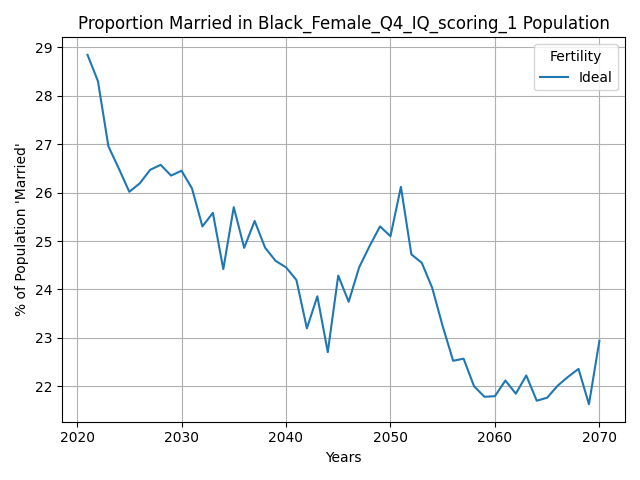 Proportion Married in Black_Female_Q4_IQ_scoring_1 Population
Fertility
Ideal
% of Population 'Married'
29
28
27
26
25
24
23
22
2020
2030
2040
2050
2060
2070
Years